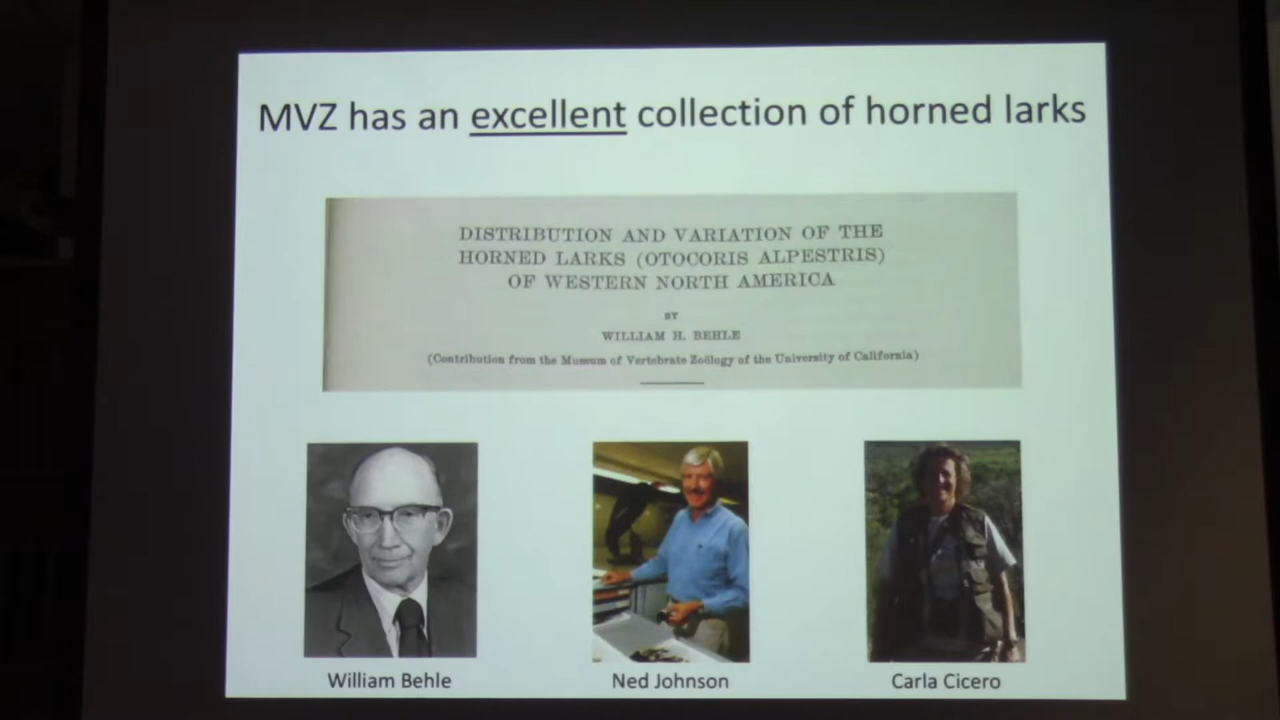 MVZ has an excellent collection of horned larks
DISTRIBUTION AND VARIATION OF THE
HORNED LARKS (OTOCORIS ALPESTRIS)
OF WESTERN NORTH AMERICA
BY
WILLIAM H. BEHLE
(Contribution from the Museum of Vertebrate Zoölogy of the University of California)
William Behle
Ned Johnson
Carla Cicero